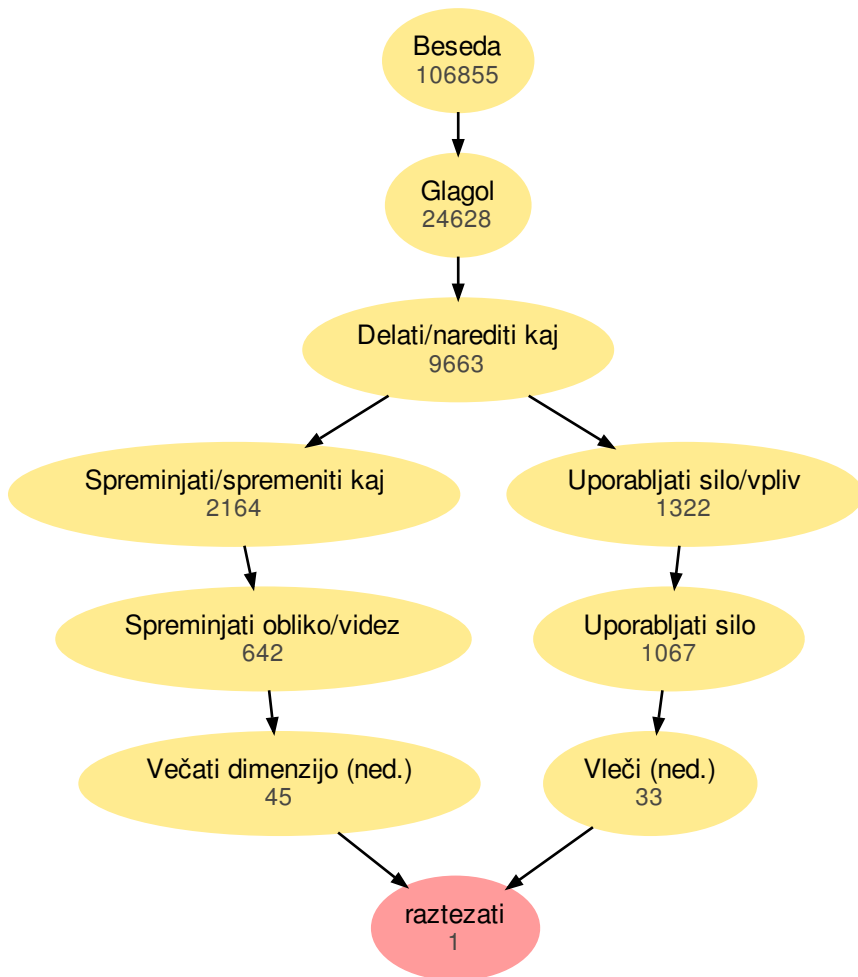 Beseda
106855
Glagol
24628
Delati/narediti kaj
9663
Spreminjati/spremeniti kaj
2164
Uporabljati silo/vpliv
1322
Spreminjati obliko/videz
642
Uporabljati silo
1067
Večati dimenzijo (ned.)
45
Vleči (ned.)
33
raztezati
1